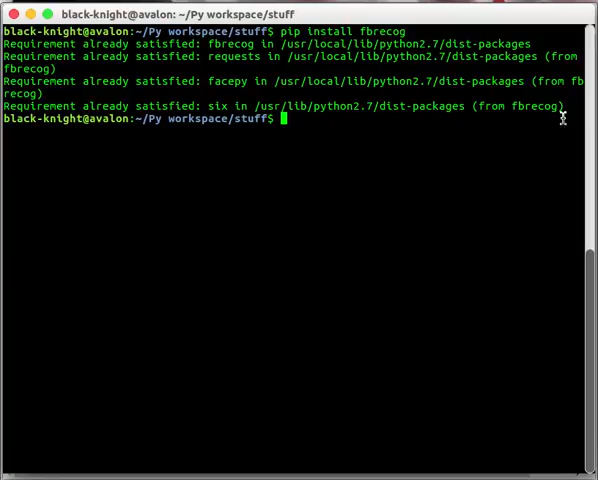 black-knight@avalon: ~/Py workspace/stuff
black-knight@avalon:~/Py workspace/stuff$ pip install fbrecog
Requirement already satisfied: fbrecog in /usr/local/lib/python2.7/dist-packages
Requirement already satisfied: requests in /usr/lib/python2.7/dist-packages (from
fbrecog)
Requirement already satisfied: facepy in /usr/local/lib/python2.7/dist-packages (from fb
recog)
Requirement already satisfied: six in /usr/lib/python2.7/dist-packages (from fbrecog)
black-knight@avalon:~/Py workspace/stuff$